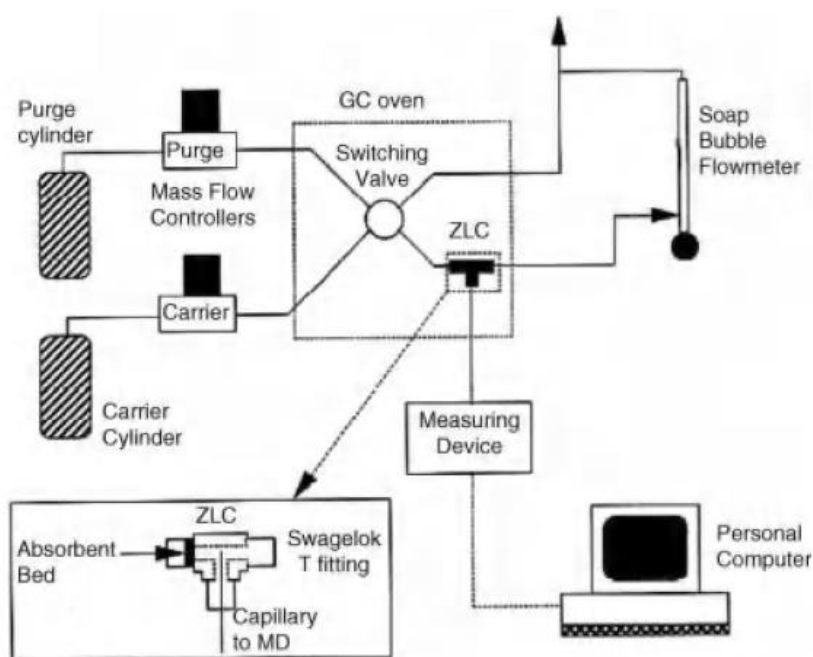 Purge
cylinder
Purge
Mass Flow
Controllers
GC oven
Switching
Valve
ZLC
Soap
Bubble
Flowmeter
Carrier
Carrier
Cylinder
Measuring
Device
ZLC
Absorbent
Bed
Swagelok
T fitting
Capillary
to MD
Personal
Computer